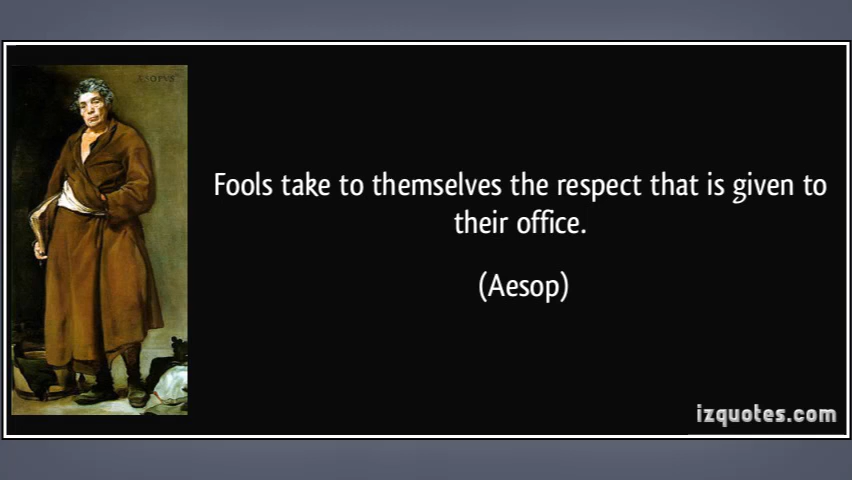 Fools take to themselves the respect that is given to
their office.
(Aesop)
izquotes.com